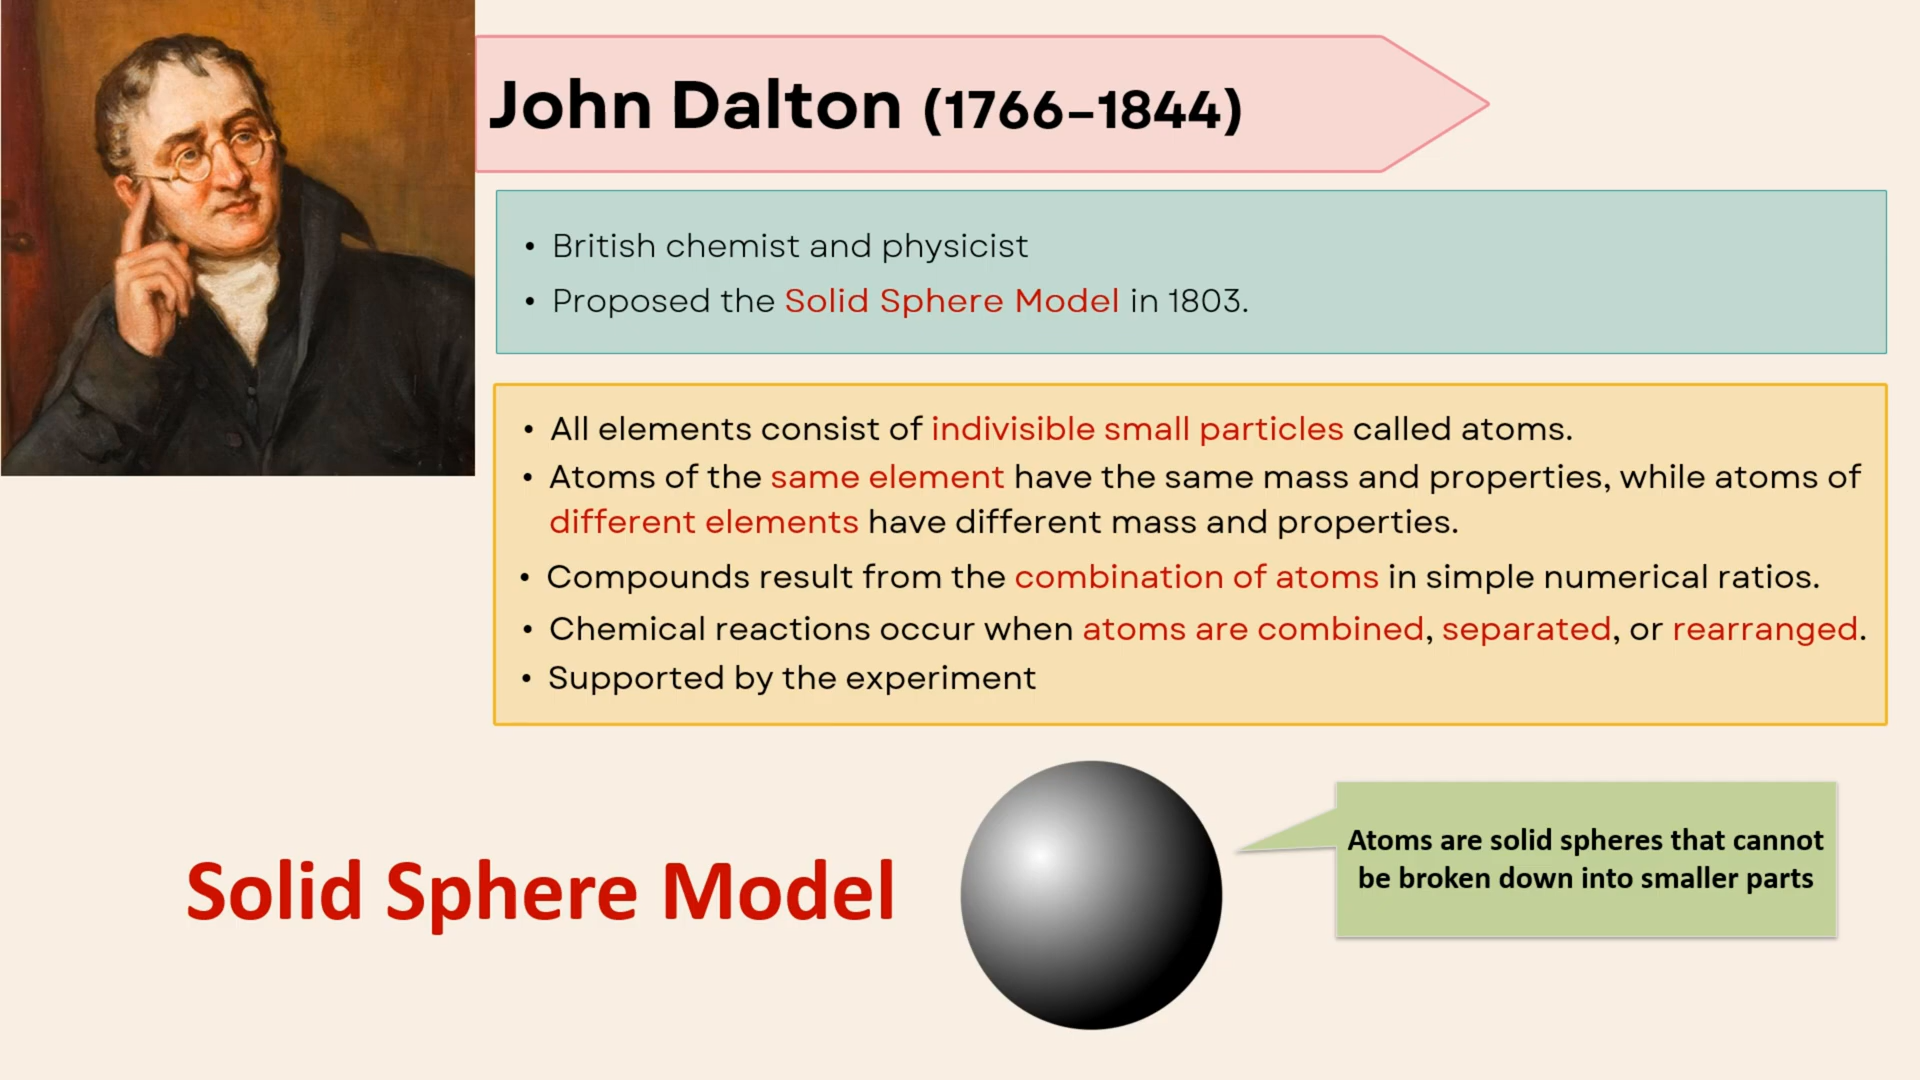 John Dalton (1766–1844)
• British chemist and physicist
• Proposed the Solid Sphere Model in 1803.
• All elements consist of indivisible small particles called atoms.
• Atoms of the same element have the same mass and properties, while atoms of
different elements have different mass and properties.
• Compounds result from the combination of atoms in simple numerical ratios.
• Chemical reactions occur when atoms are combined, separated, or rearranged.
• Supported by the experiment
Solid Sphere Model
Atoms are solid spheres that cannot
be broken down into smaller parts